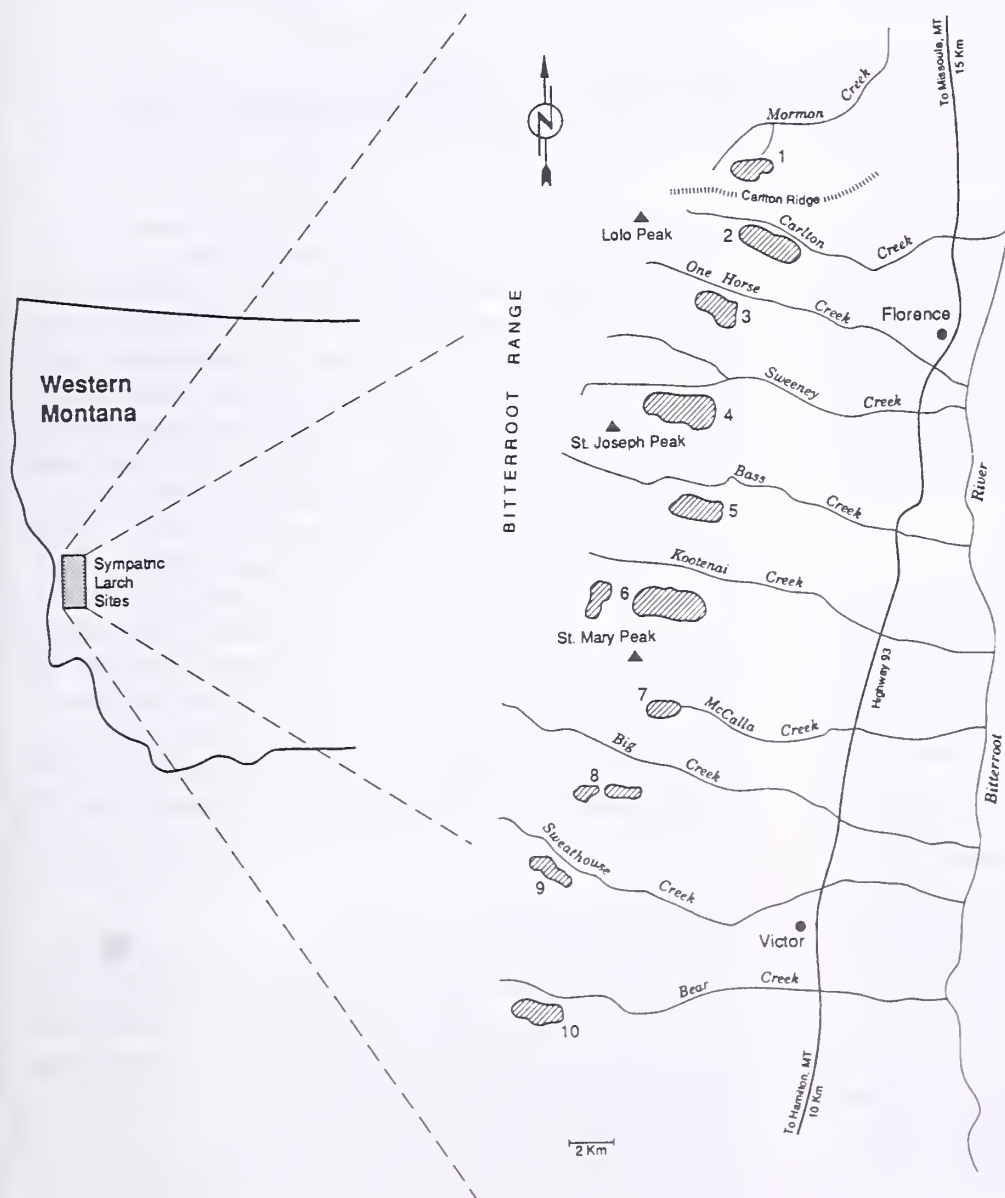 Western
Montana
Sympatric
Larch
Sites
N
BITTERROOT RANGE
To Missoula, MT
15 Km
Mormon Creek
1
Carlton Ridge
Lolo Peak
2
Carlton Creek
One Horse Creek
3
Florence
Sweeney Creek
4
St. Joseph Peak
Bass Creek
5
Kootenai Creek
6
St. Mary Peak
7
McCalla Creek
Highway 93
Bitterroot River
Big Creek
8
Sweathouse Creek
9
Victor
Bear Creek
10
To Hamilton, MT
10 Km
2 Km